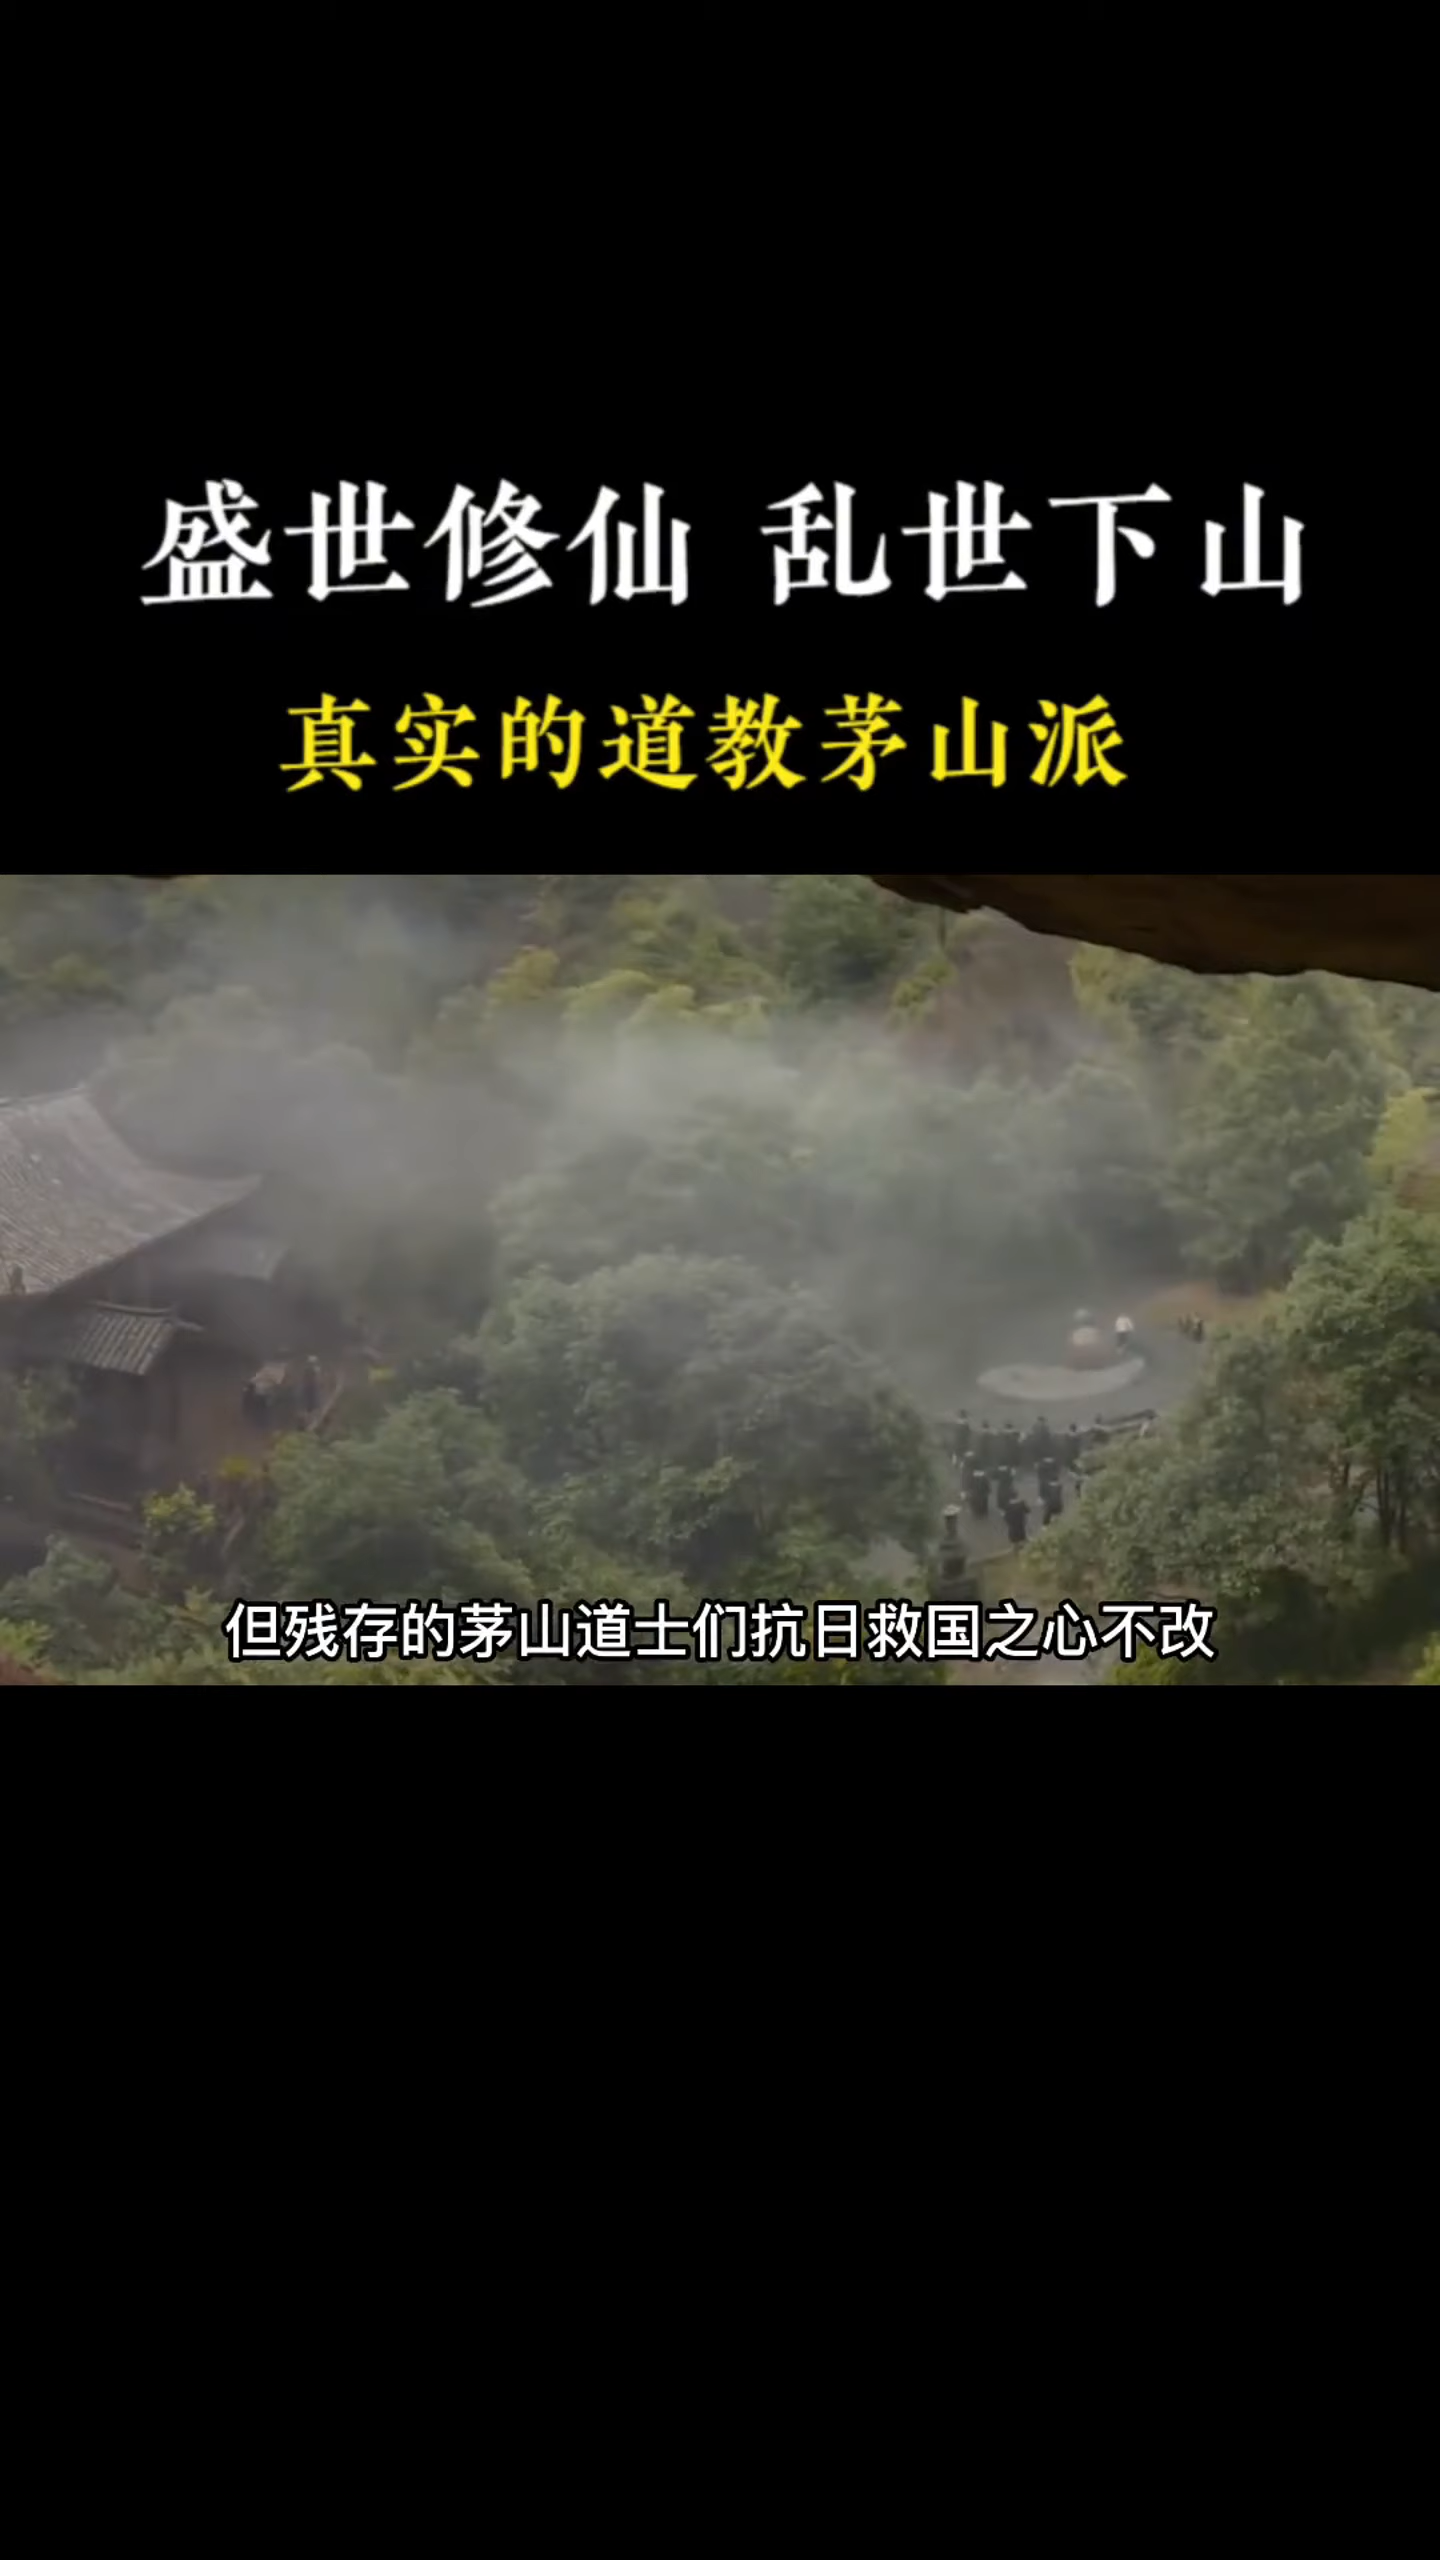 盛世修仙 乱世下山
真实的道教茅山派
但残存的茅山道士们抗日救国之心不改